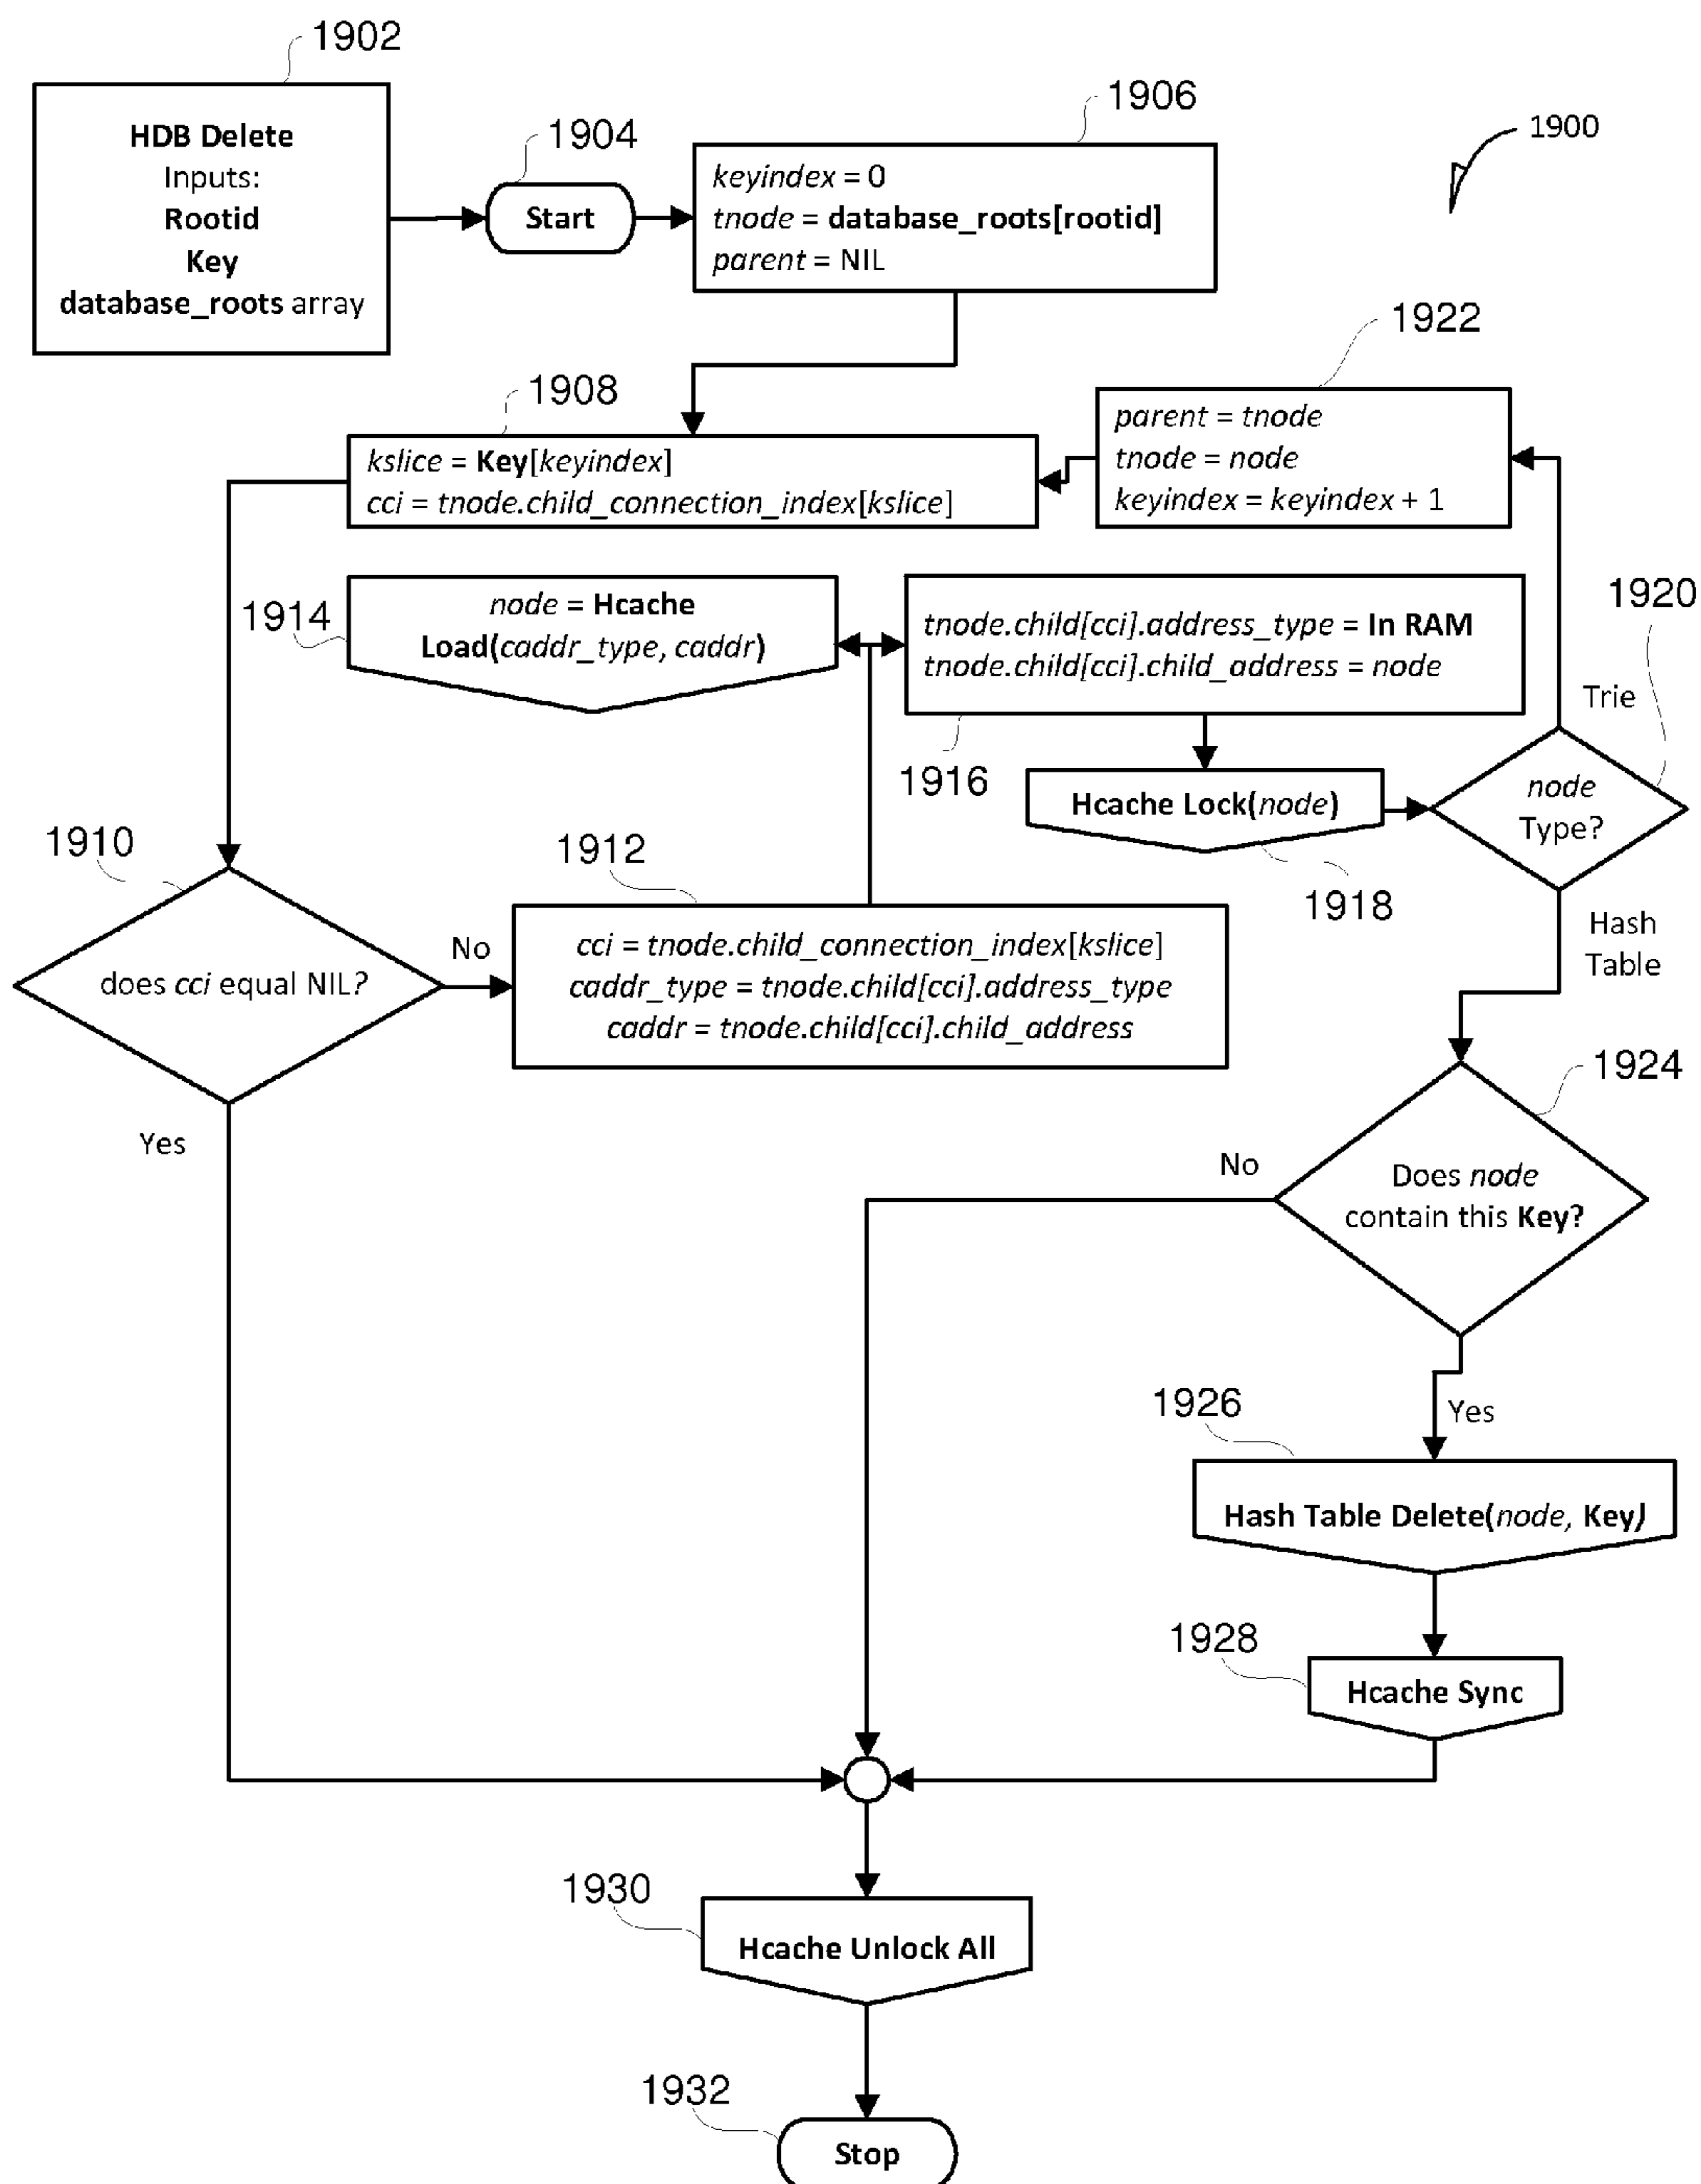 1902
HDB Delete
Inputs:
Rootid
Key
database_roots array
1904
Start
1906
keyindex = 0
tnode = database_roots[rootid]
parent = NIL
1900
1922
parent = tnode
tnode = node
keyindex = keyindex + 1
1908
kslice = Key[keyindex]
cci = tnode.child_connection_index[kslice]
1914
node = Hcache
Load(caddr_type, caddr)
tnode.child[cci].address_type = In RAM
tnode.child[cci].child_address = node
1916
1920
Trie
Hcache Lock(node)
1918
node
Type?
Hash
Table
1910
does cci equal NIL?
No
Yes
1912
cci = tnode.child_connection_index[kslice]
caddr_type = tnode.child[cci].address_type
caddr = tnode.child[cci].child_address
1924
Does node
contain this Key?
No
Yes
1926
Hash Table Delete(node, Key)
1928
Hcache Sync
1930
Hcache Unlock All
1932
Stop